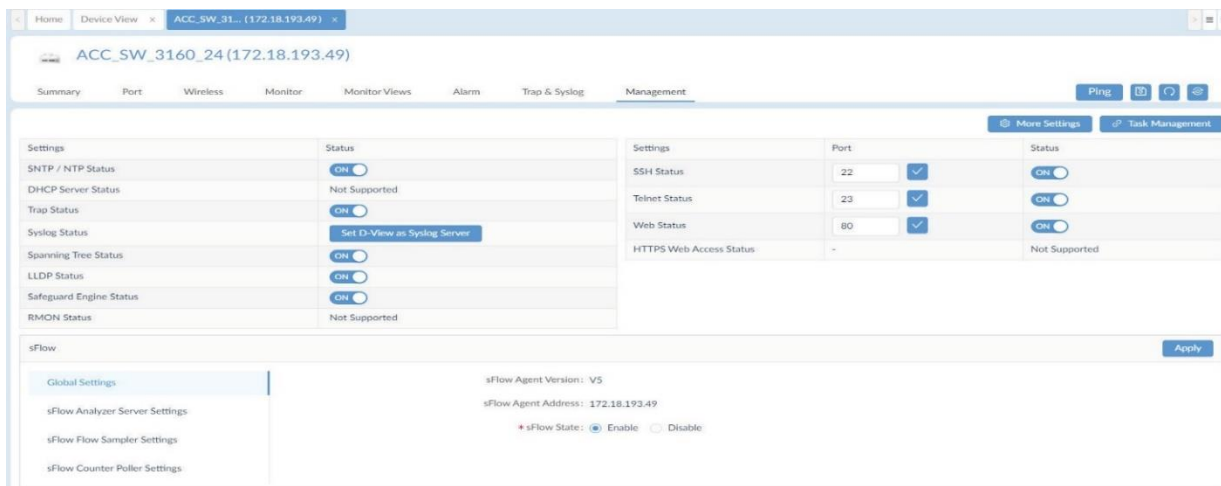 Home Device View × ACC_SW_31... (172.18.193.49) ×
ACC_SW_3160_24(172.18.193.49)
Summary Port Wireless Monitor Monitor Views Alarm Trap & Syslog Management Ping
More Settings Task Management
Settings Status
SNTP / NTP Status ON
DHCP Server Status Not Supported
Trap Status ON
Syslog Status Set D-View as Syslog Server
Spanning Tree Status ON
LLDP Status ON
Safeguard Engine Status ON
RMON Status Not Supported
Settings Port Status
SSH Status 22 ON
Telnet Status 23 ON
Web Status 80 ON
HTTPS Web Access Status - Not Supported
sFlow Apply
Global Settings
sFlow Analyzer Server Settings
sFlow Flow Sampler Settings
sFlow Counter Poller Settings
sFlow Agent Version: V5
sFlow Agent Address: 172.18.193.49
* sFlow State: Enable Disable